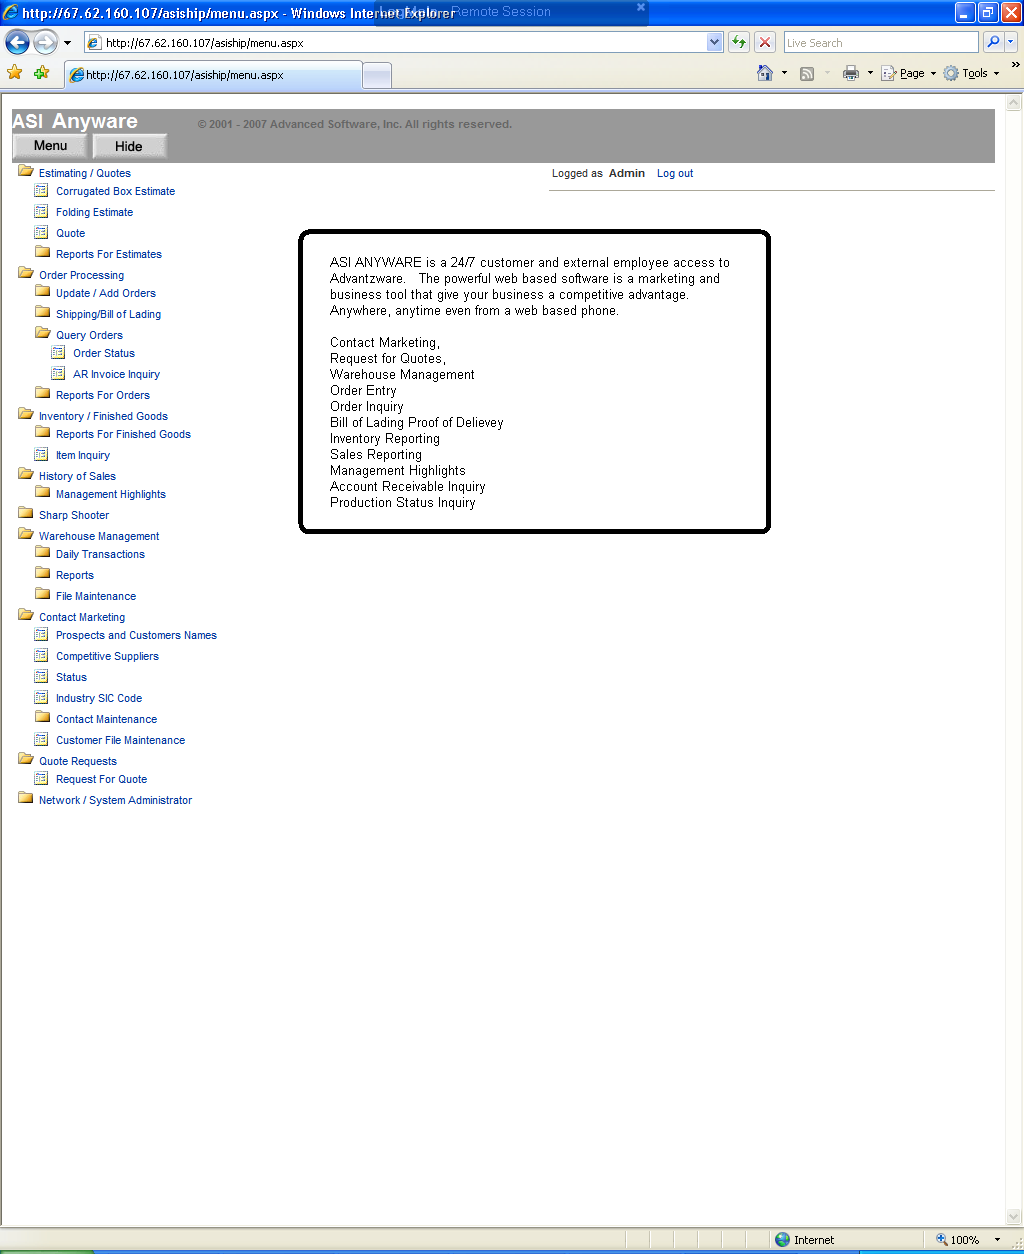 http://67.62.160.107/asiship/menu.aspx - Windows Internet Explorer
Remote Session
http://67.62.160.107/asiship/menu.aspx
Live Search
http://67.62.160.107/asiship/menu.aspx
Page
Tools
ASI Anyware
© 2001 - 2007 Advanced Software, Inc. All rights reserved.
Menu
Hide
Logged as Admin Log out
Estimating / Quotes
Corrugated Box Estimate
Folding Estimate
Quote
Reports For Estimates
Order Processing
Update / Add Orders
Shipping/Bill of Lading
Query Orders
Order Status
AR Invoice Inquiry
Reports For Orders
Inventory / Finished Goods
Reports For Finished Goods
Item Inquiry
History of Sales
Management Highlights
Sharp Shooter
Warehouse Management
Daily Transactions
Reports
File Maintenance
Contact Marketing
Prospects and Customers Names
Competitive Suppliers
Status
Industry SIC Code
Contact Maintenance
Customer File Maintenance
Quote Requests
Request For Quote
Network / System Administrator
ASI ANYWARE is a 24/7 customer and external employee access to
Advantzware. The powerful web based software is a marketing and
business tool that give your business a competitive advantage.
Anywhere, anytime even from a web based phone.
Contact Marketing,
Request for Quotes,
Warehouse Management
Order Entry
Order Inquiry
Bill of Lading Proof of Delievey
Inventory Reporting
Sales Reporting
Management Highlights
Account Receivable Inquiry
Production Status Inquiry
Internet
100%